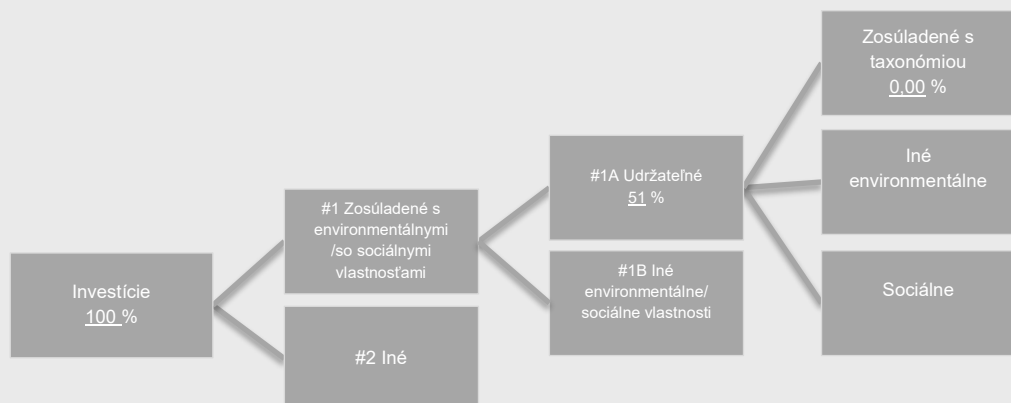 Investície
100 %
#1 Zosúladené s
environmentálnymi
/so sociálnymi
vlastnosťami
#2 Iné
#1A Udržateľné
51 %
#1B Iné
environmentálne/
sociálne vlastnosti
Zosúladené s
taxonómiou
0,00 %
Iné
environmentálne
Sociálne